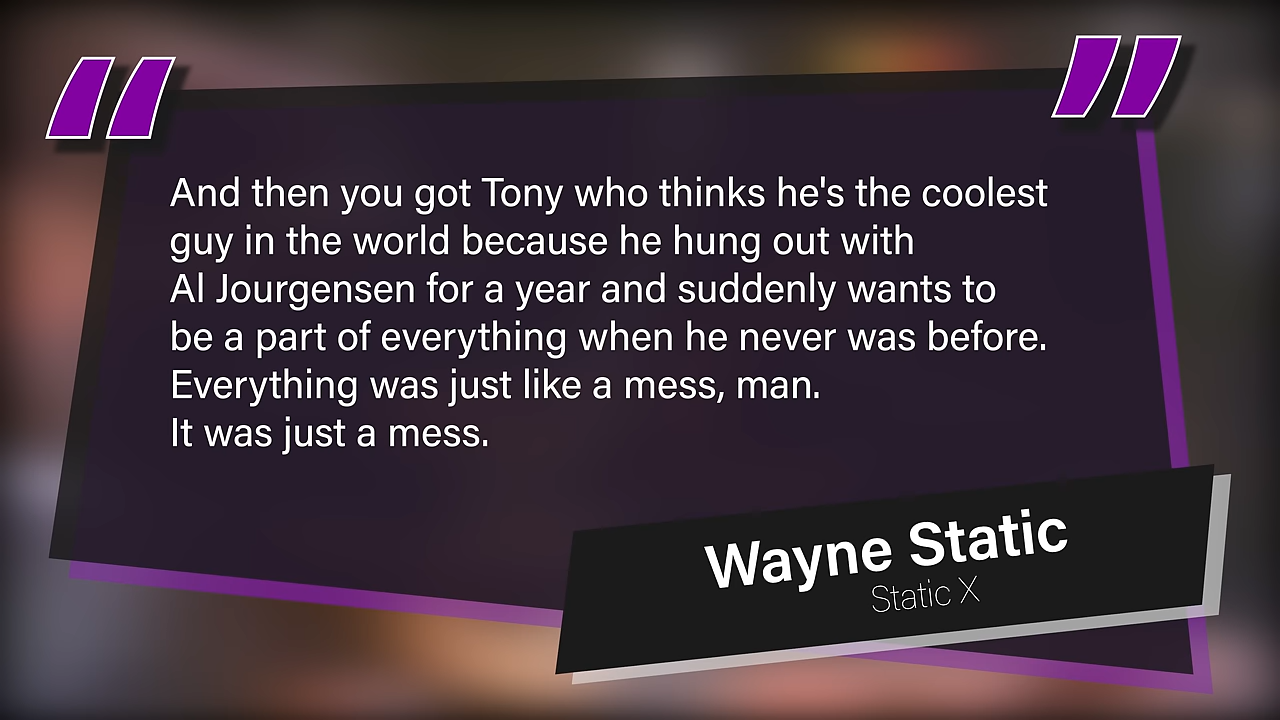 And then you got Tony who thinks he's the coolest
guy in the world because he hung out with
Al Jourgensen for a year and suddenly wants to
be a part of everything when he never was before.
Everything was just like a mess, man.
It was just a mess.
Wayne Static
Static X